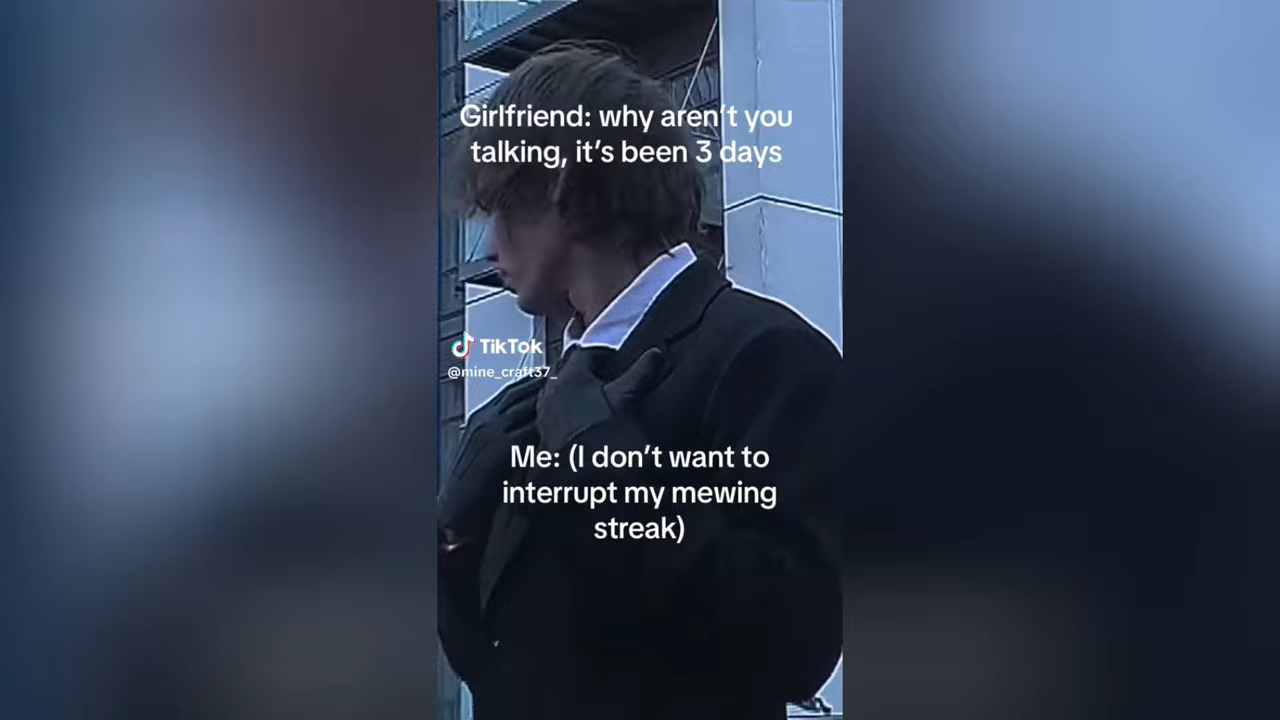 Girlfriend: why aren't you
talking, it's been 3 days
TikTok
@mine_craft37_
Me: (I don't want to
interrupt my mewing
streak)